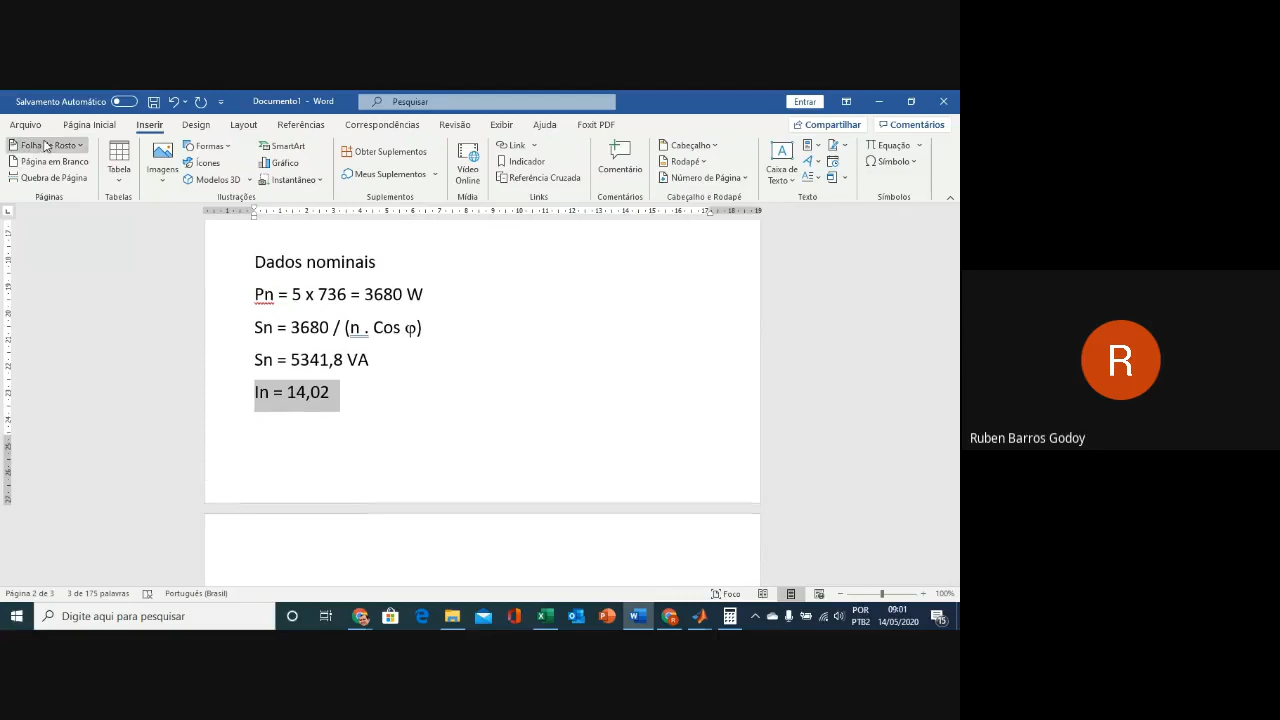 Salvamento Automático
Documento1 - Word
Pesquisar
Entrar
Arquivo Página Inicial Inserir Design Layout Referências Correspondências Revisão Exibir Ajuda Foxit PDF
Compartilhar Comentários
Folha de Rosto
Página em Branco
Quebra de Página
Páginas
Tabela
Tabelas
Imagens
Formas
Ícones
Modelos 3D
SmartArt
Gráfico
Instantâneo
Ilustrações
Obter Suplementos
Meus Suplementos
Suplementos
Vídeo
Online
Mídia
Link
Indicador
Referência Cruzada
Links
Comentário
Comentários
Cabeçalho
Rodapé
Número de Página
Cabeçalho e Rodapé
Caixa de
Texto
Texto
Equação
Símbolo
Símbolos
Dados nominais
Pn = 5 x 736 = 3680 W
Sn = 3680 / (n . Cos φ)
Sn = 5341,8 VA
In = 14,02
R
Ruben Barros Godoy
Página 2 de 3 3 de 175 palavras Português (Brasil)
Foco
100%
Digite aqui para pesquisar
POR
PTB2
09:01
14/05/2020
15